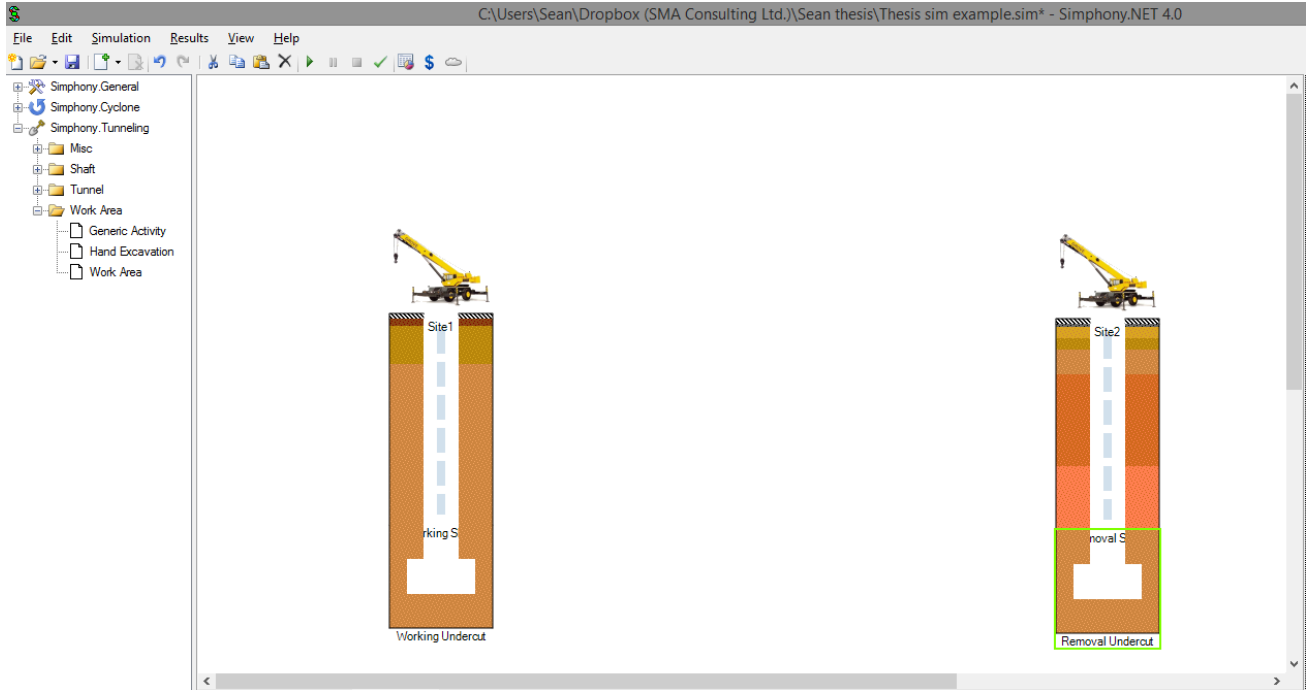 C:\Users\Sean\Dropbox (SMA Consulting Ltd.)\Sean thesis\Thesis sim example.sim* - Simphony.NET 4.0
File Edit Simulation Results View Help
Simphony.General
Simphony.Cyclone
Simphony.Tunneling
Misc
Shaft
Tunnel
Work Area
Generic Activity
Hand Excavation
Work Area
Site1
rking S
Working Undercut
Site2
noval S
Removal Undercut